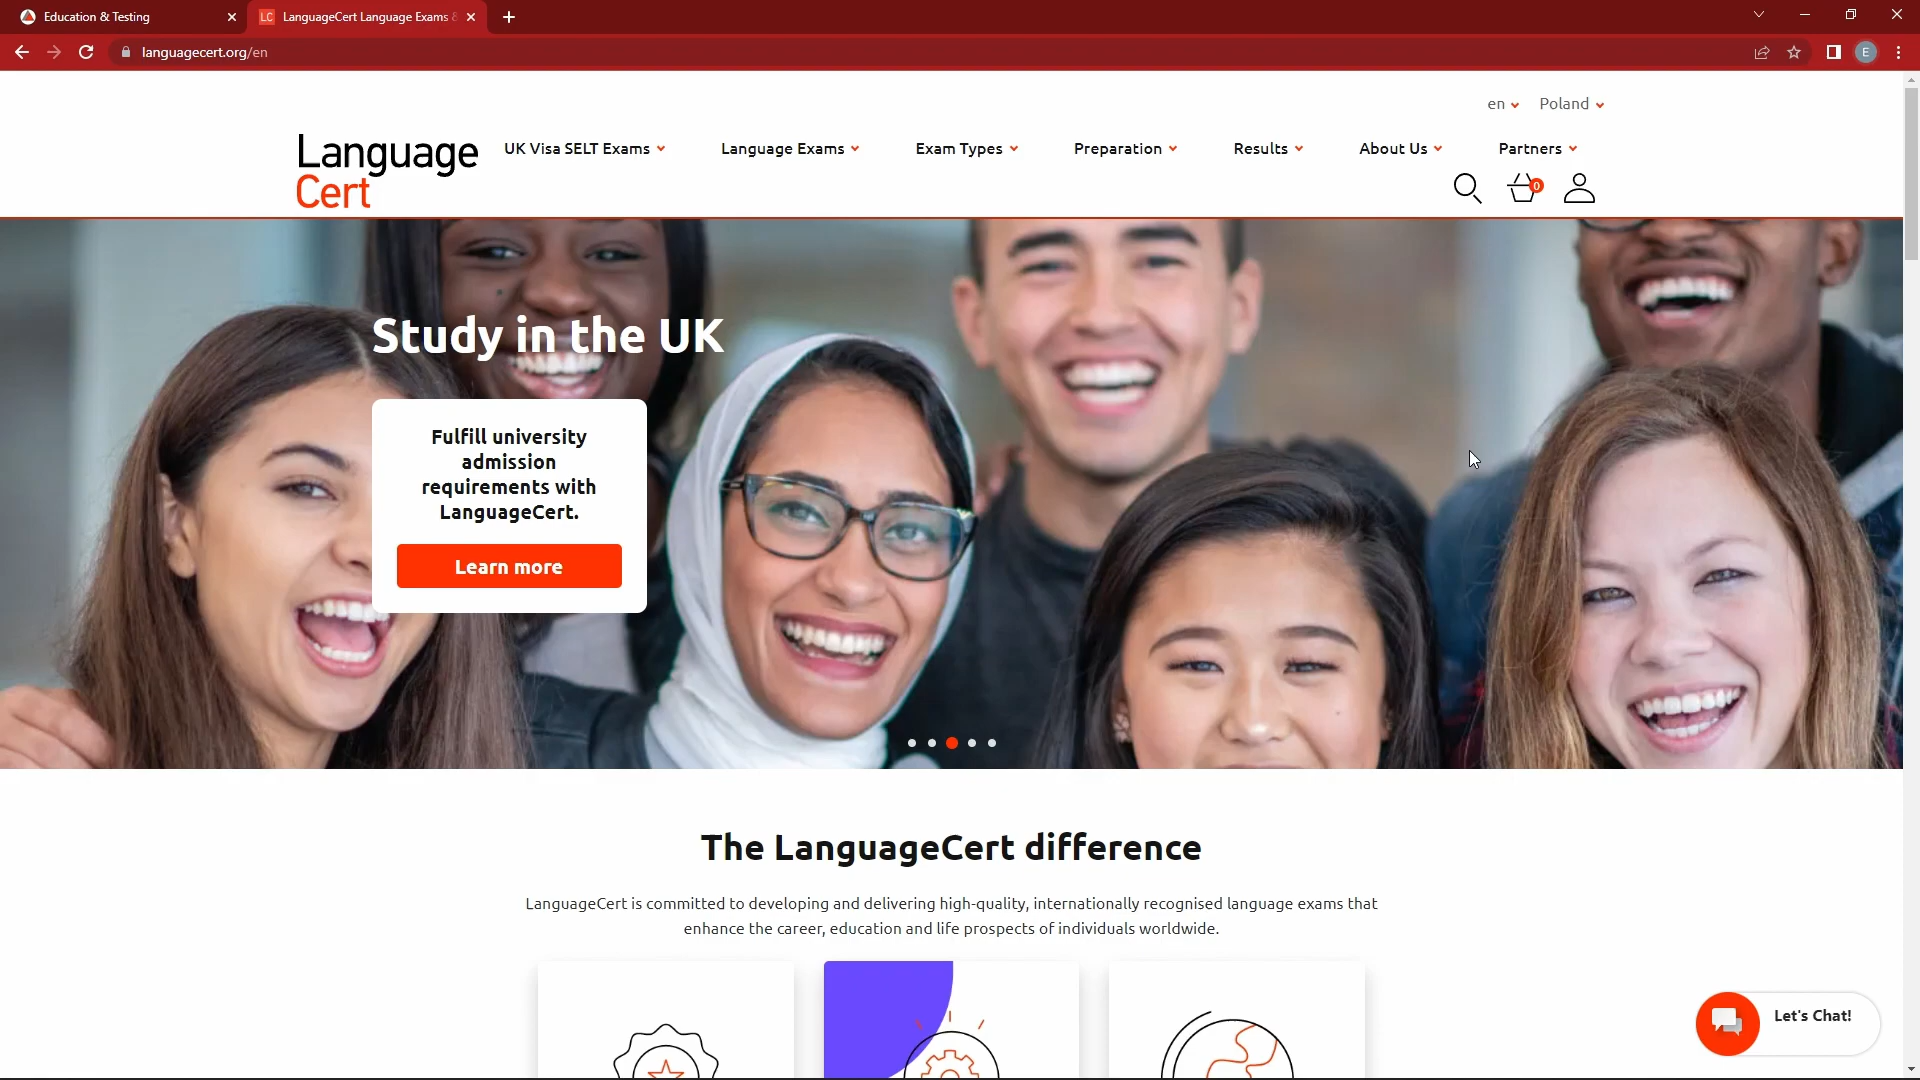 Education & Testing
LanguageCert Language Exams &
languagecert.org/en
E
en
Poland
Language
Cert
UK Visa SELT Exams
Language Exams
Exam Types
Preparation
Results
About Us
Partners
0
Study in the UK
Fulfill university
admission
requirements with
LanguageCert.
Learn more
The LanguageCert difference
LanguageCert is committed to developing and delivering high-quality, internationally recognised language exams that
enhance the career, education and life prospects of individuals worldwide.
Let's Chat!